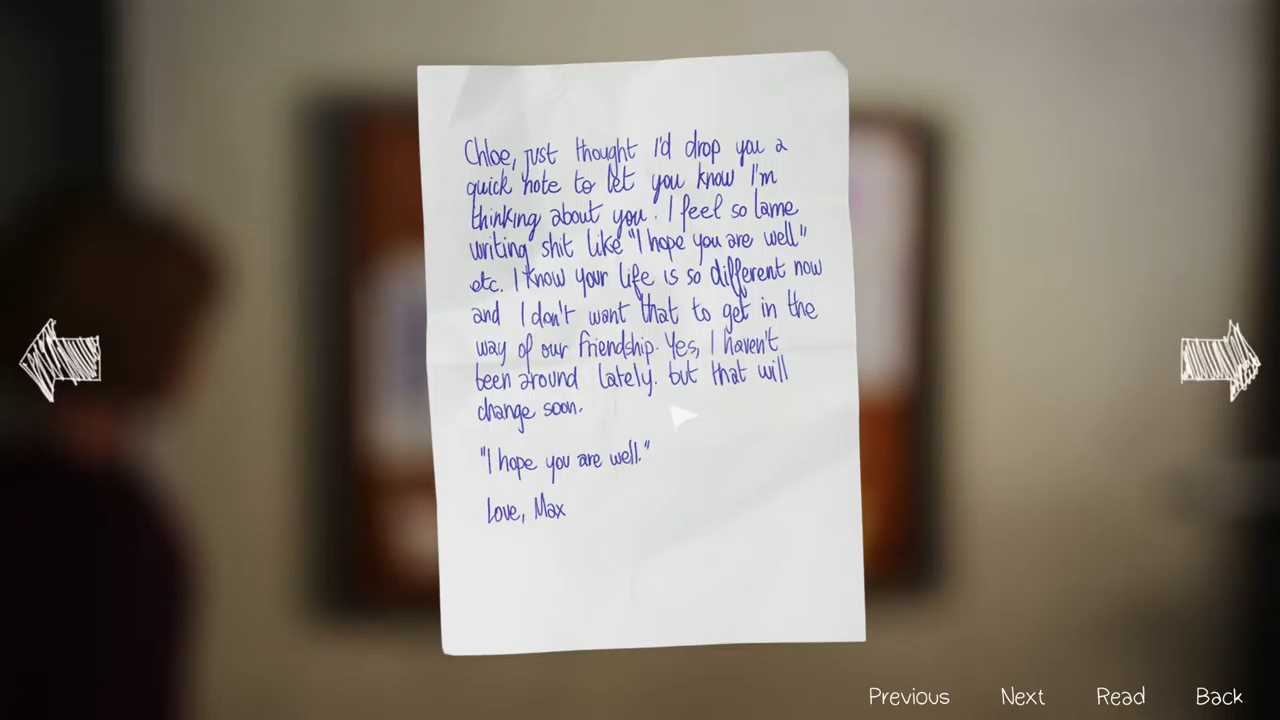 Chloe, just thought I'd drop you a
quick note to let you know I'm
thinking about you. I feel so lame
writing shit like "I hope you are well"
etc. I know your life is so different now
and I don't want that to get in the
way of our friendship. Yes, I haven't
been around lately. but that will
change soon.
"I hope you are well."
Love, Max
Previous Next Read Back